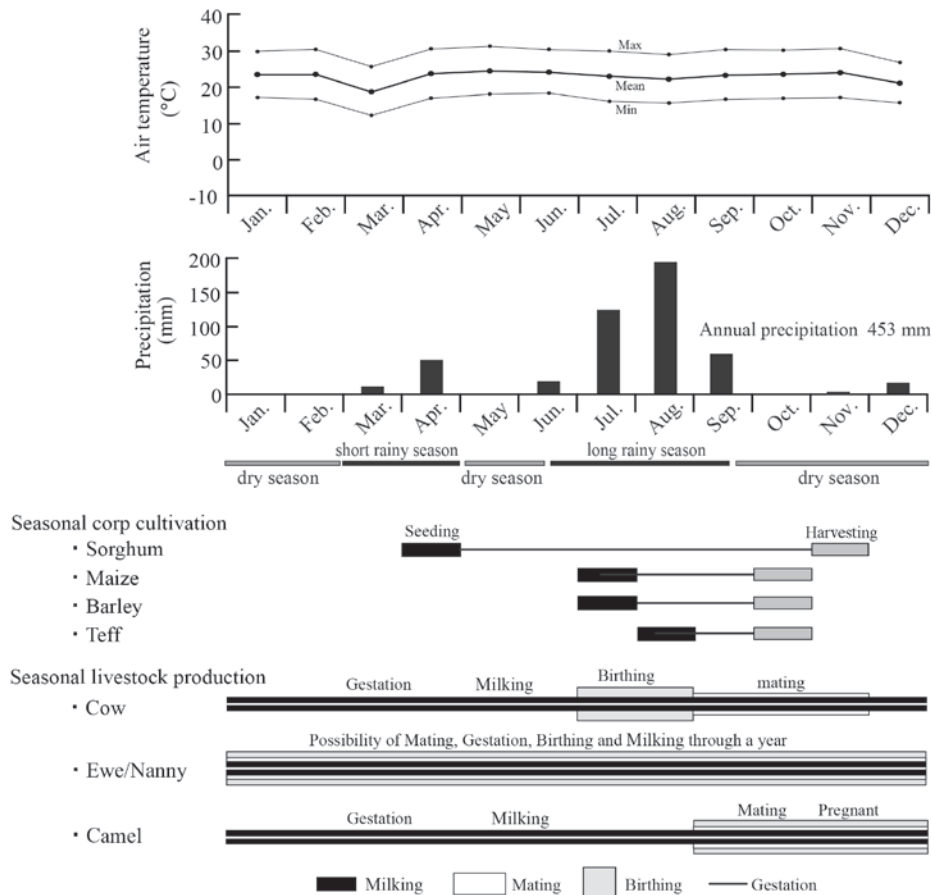 Air temperature
(°C)
40
30
20
10
0
-10
Max
Mean
Min
Jan. Feb. Mar. Apr. May Jun. Jul. Aug. Sep. Oct. Nov. Dec.
Precipitation
(mm)
200
150
100
50
0
Annual precipitation 453 mm
Jan. Feb. Mar. Apr. May Jun. Jul. Aug. Sep. Oct. Nov. Dec.
short rainy season long rainy season
dry season dry season dry season
Seasonal corp cultivation
Seeding Harvesting
・Sorghum
・Maize
・Barley
・Teff
Seasonal livestock production
Gestation Milking Birthing mating
・Cow
Possibility of Mating, Gestation, Birthing and Milking through a year
・Ewe/Nanny
Gestation Milking Mating Pregnant
・Camel
Milking Mating Birthing Gestation